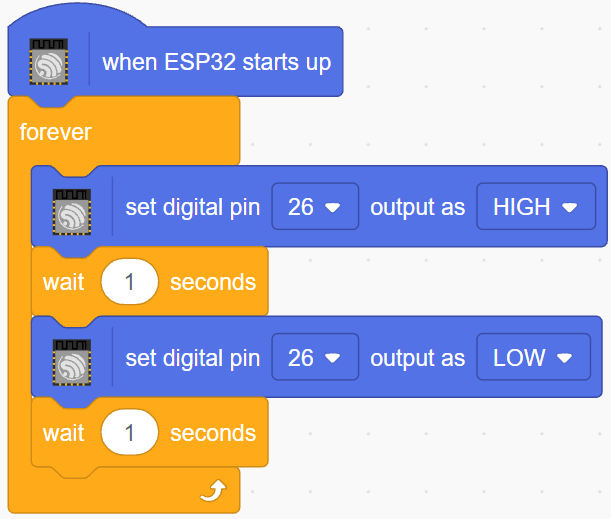 when ESP32 starts up
forever
set digital pin 26 output as HIGH
wait 1 seconds
set digital pin 26 output as LOW
wait 1 seconds